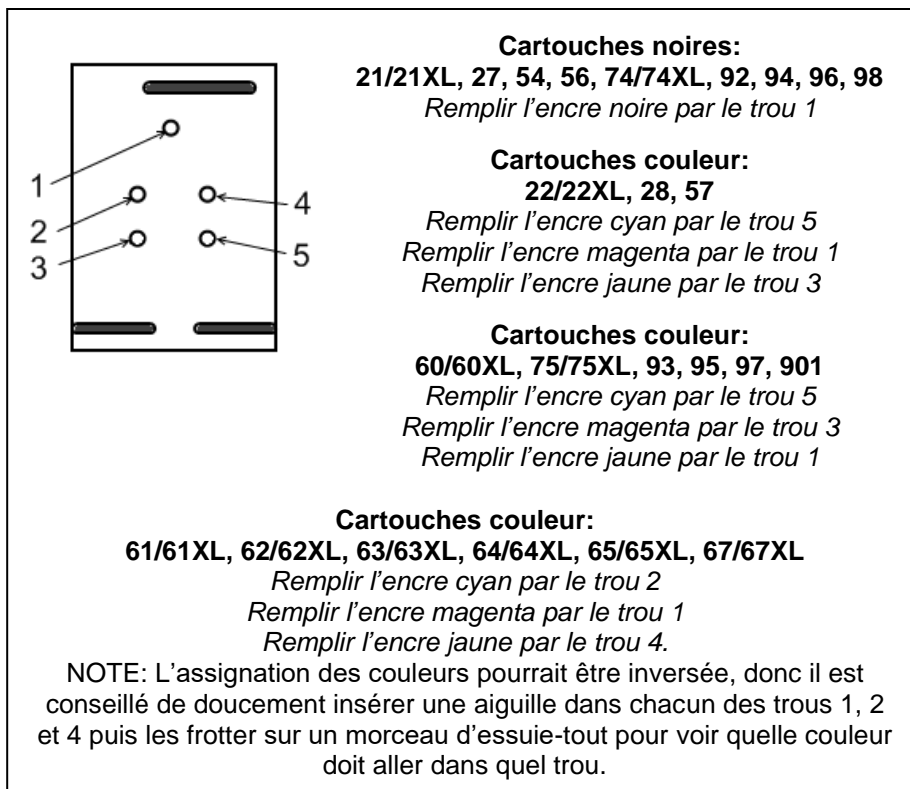 Cartouches noires:
21/21XL, 27, 54, 56, 74/74XL, 92, 94, 96, 98
Remplir l'encre noire par le trou 1
1
2
3
4
5
Cartouches couleur:
22/22XL, 28, 57
Remplir l'encre cyan par le trou 5
Remplir l'encre magenta par le trou 1
Remplir l'encre jaune par le trou 3
Cartouches couleur:
60/60XL, 75/75XL, 93, 95, 97, 901
Remplir l'encre cyan par le trou 5
Remplir l'encre magenta par le trou 3
Remplir l'encre jaune par le trou 1
Cartouches couleur:
61/61XL, 62/62XL, 63/63XL, 64/64XL, 65/65XL, 67/67XL
Remplir l'encre cyan par le trou 2
Remplir l'encre magenta par le trou 1
Remplir l'encre jaune par le trou 4.
NOTE: L'assignation des couleurs pourrait être inversée, donc il est
conseillé de doucement insérer une aiguille dans chacun des trous 1, 2
et 4 puis les frotter sur un morceau d'essuie-tout pour voir quelle couleur
doit aller dans quel trou.